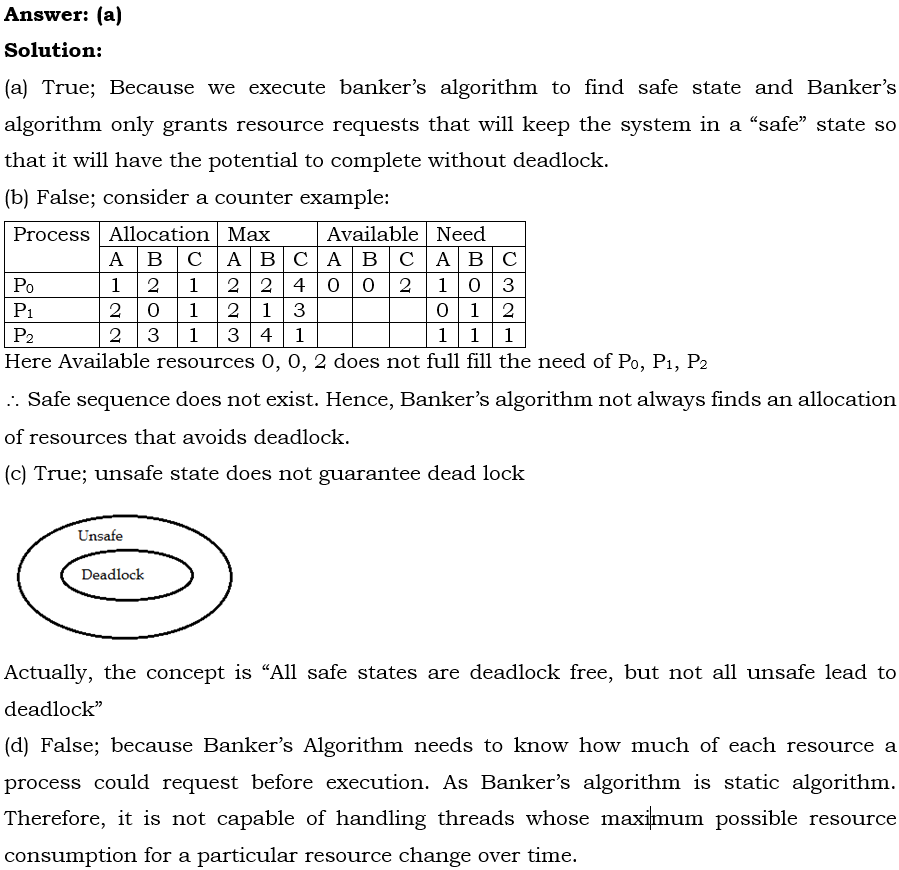 Answer: (a)
Solution:
(a) True; Because we execute banker’s algorithm to find safe state and Banker’s
algorithm only grants resource requests that will keep the system in a “safe” state so
that it will have the potential to complete without deadlock.
(b) False; consider a counter example:
Process Allocation Max Available Need
A B C A B C A B C A B C
P₀ 1 2 1 2 2 4 0 0 2 1 0 3
P₁ 2 0 1 2 1 3 0 1 2
P₂ 2 3 1 3 4 1 1 1 1
Here Available resources 0, 0, 2 does not full fill the need of P₀, P₁, P₂
∴ Safe sequence does not exist. Hence, Banker’s algorithm not always finds an allocation
of resources that avoids deadlock.
(c) True; unsafe state does not guarantee dead lock
Unsafe
Deadlock
Actually, the concept is “All safe states are deadlock free, but not all unsafe lead to
deadlock”
(d) False; because Banker’s Algorithm needs to know how much of each resource a
process could request before execution. As Banker’s algorithm is static algorithm.
Therefore, it is not capable of handling threads whose maximum possible resource
consumption for a particular resource change over time.